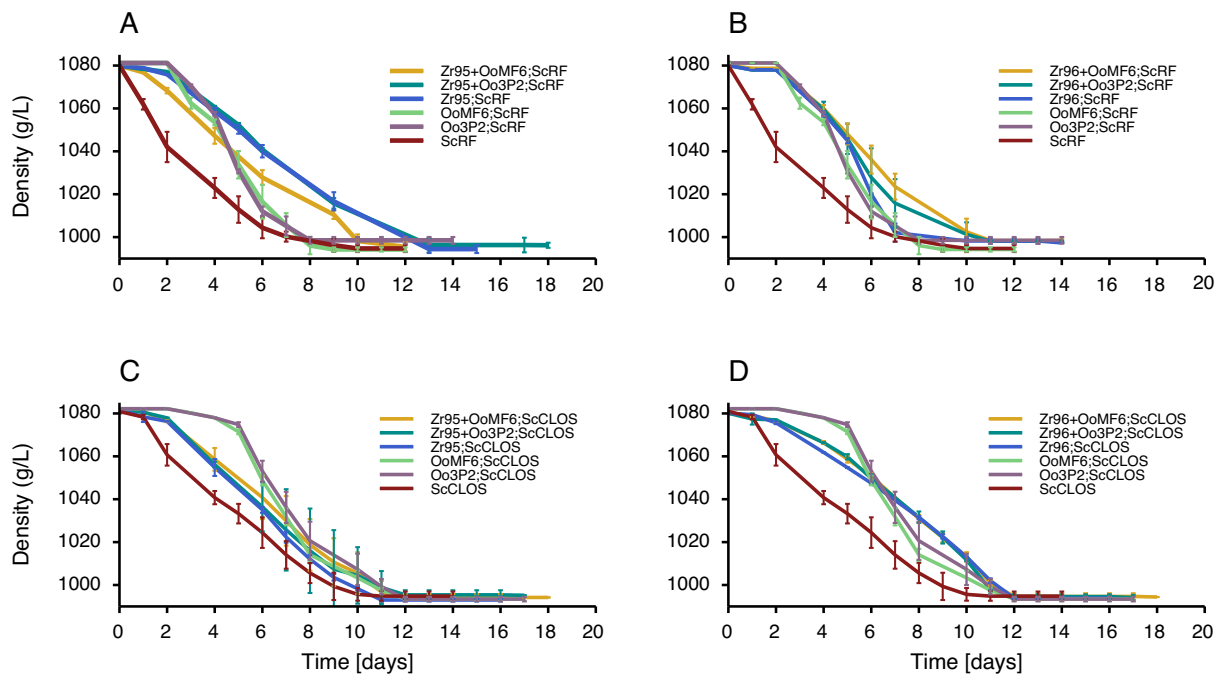 A
B
1080
1060
1040
1020
1000
Density (g/L)
Zr95+OoMF6;ScRF
Zr95+Oo3P2;ScRF
Zr95;ScRF
OoMF6;ScRF
Oo3P2;ScRF
ScRF
0 2 4 6 8 10 12 14 16 18 20
1080
1060
1040
1020
1000
Zr96+OoMF6;ScRF
Zr96+Oo3P2;ScRF
Zr96;ScRF
OoMF6;ScRF
Oo3P2;ScRF
ScRF
0 2 4 6 8 10 12 14 16 18 20
C
D
1080
1060
1040
1020
1000
Density (g/L)
Zr95+OoMF6;ScCLOS
Zr95+Oo3P2;ScCLOS
Zr95;ScCLOS
OoMF6;ScCLOS
Oo3P2;ScCLOS
ScCLOS
0 2 4 6 8 10 12 14 16 18 20
Time [days]
1080
1060
1040
1020
1000
Zr96+OoMF6;ScCLOS
Zr96+Oo3P2;ScCLOS
Zr96;ScCLOS
OoMF6;ScCLOS
Oo3P2;ScCLOS
ScCLOS
0 2 4 6 8 10 12 14 16 18 20
Time [days]